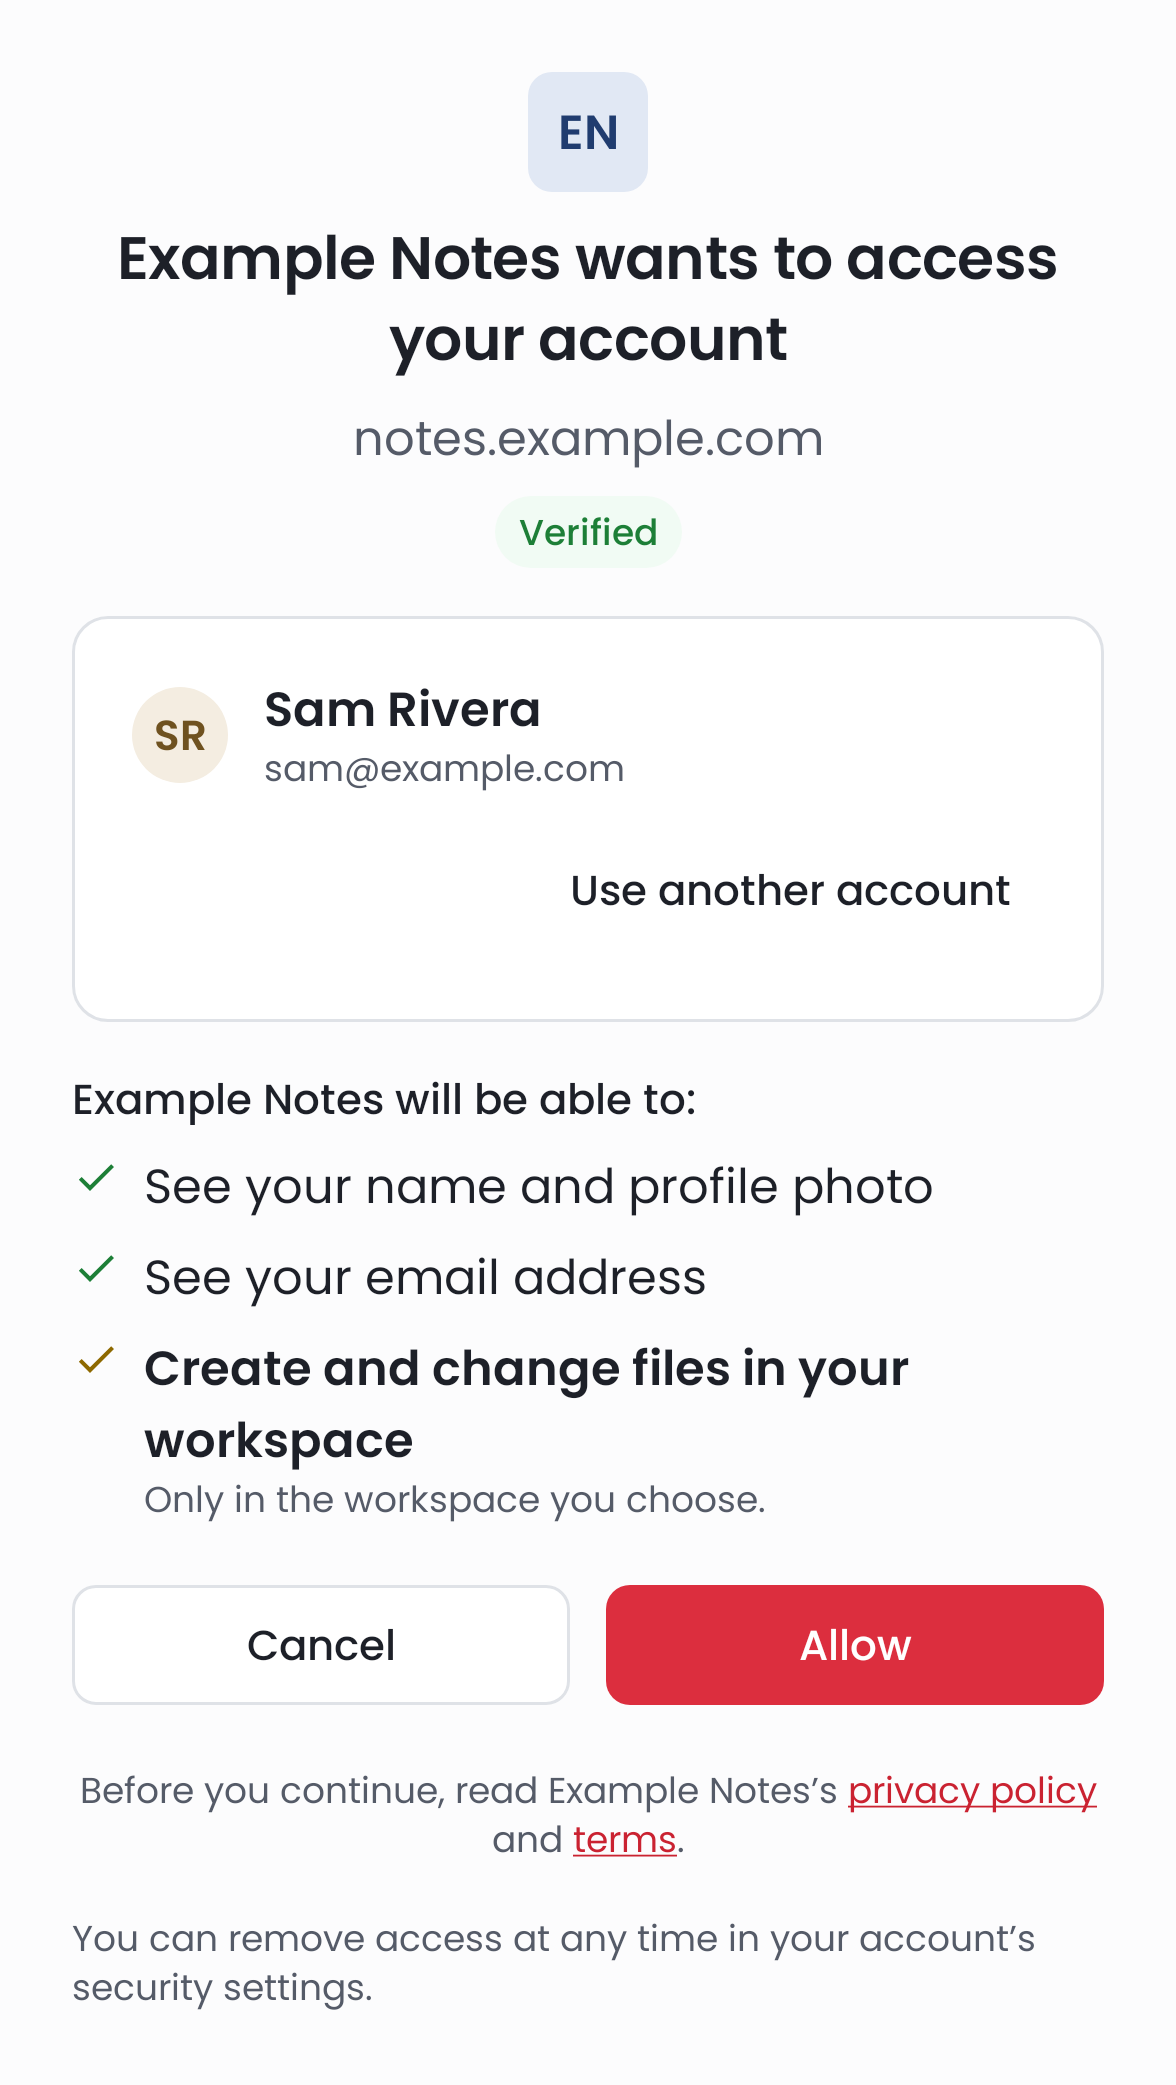 EN
Example Notes wants to access
your account
notes.example.com
Verified
SR
Sam Rivera
sam@example.com
Use another account
Example Notes will be able to:
See your name and profile photo
See your email address
Create and change files in your
workspace
Only in the workspace you choose.
Cancel
Allow
Before you continue, read Example Notes’s privacy policy
and terms.
You can remove access at any time in your account’s
security settings.